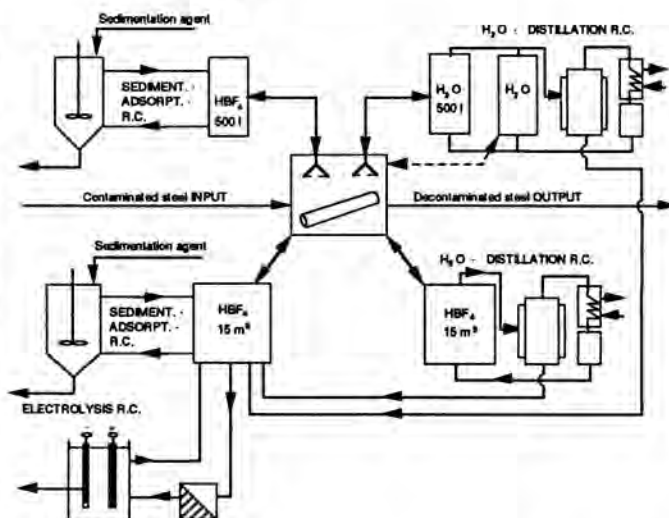 Sedimentation agent
SEDIMENT. -
ADSORPT. -
R.C.
HBF₄
500 l
H₂O - DISTILLATION R.C.
H₂O
500 l
H₂O
Contaminated steel INPUT
Decontaminated steel OUTPUT
Sedimentation agent
SEDIMENT. -
ADSORPT. -
R.C.
HBF₄
15 m³
H₂O - DISTILLATION R.C.
HBF₄
15 m³
ELECTROLYSIS R.C.